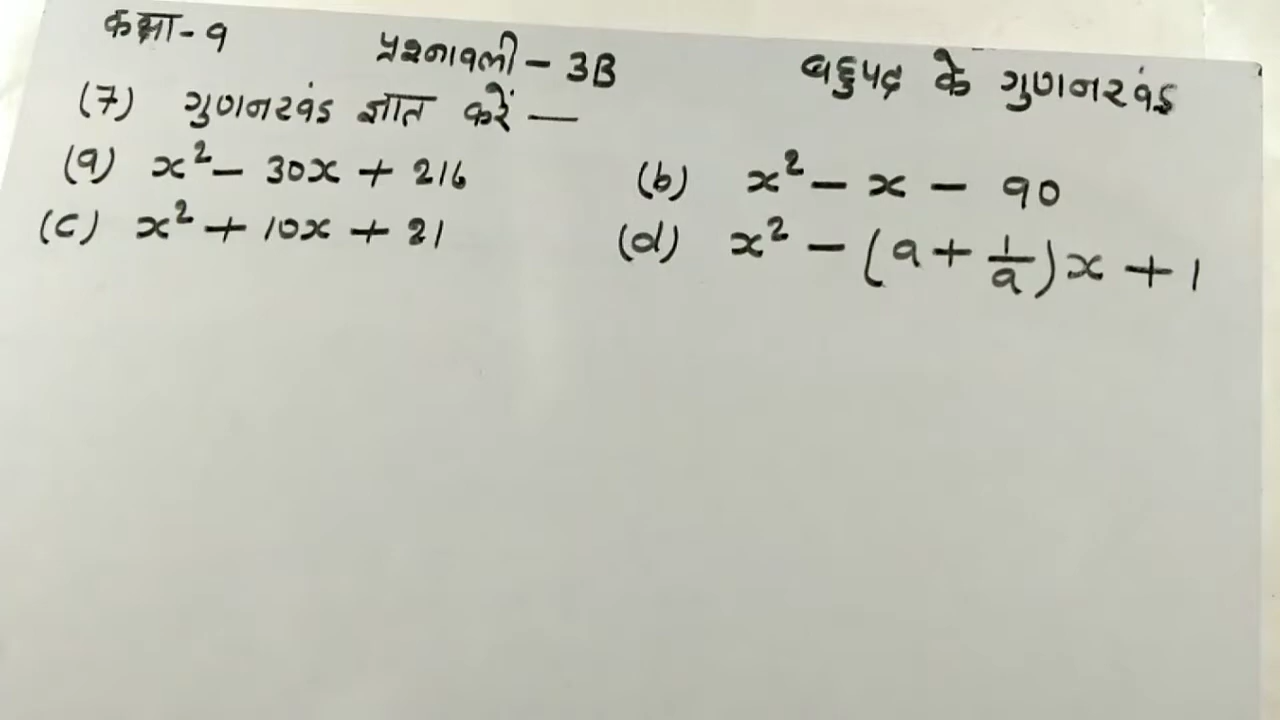 कक्षा - 9 प्रश्नावली - 3B बहुपद के गुणनखंड
(7) गुणनखंड ज्ञात करें —
(a) x² - 30x + 216 (b) x² - x - 90
(c) x² + 10x + 21 (d) x² - (a + 1/a)x + 1